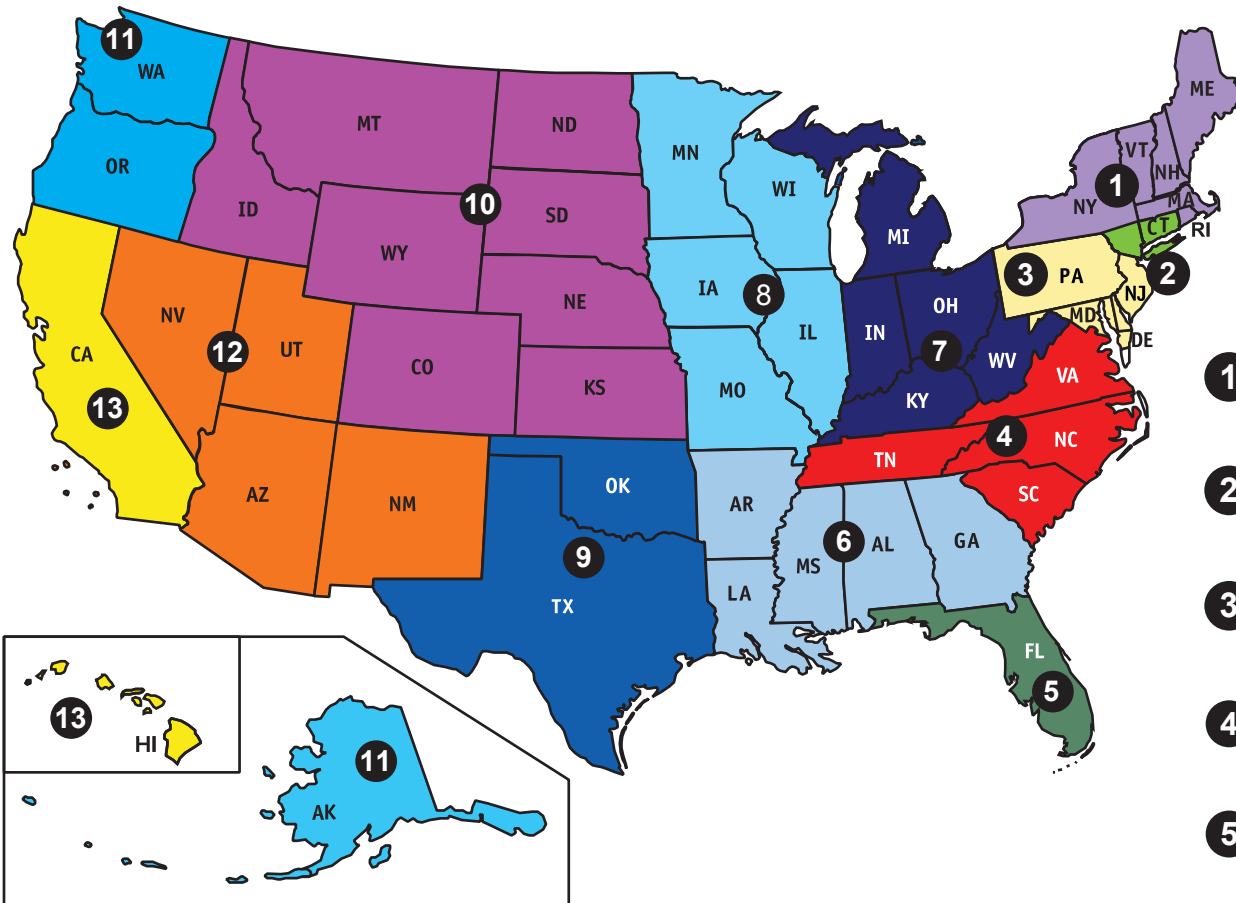 11
WA
ME
MT
ND
OR
MN
VT
WI
NH
1
MA
NY
ID
10
SD
CT
RI
MI
WY
3
PA
2
IA
8
NE
OH
NJ
NV
MD
IL
IN
DE
12
UT
CA
7
WV
CO
VA
1
KS
MO
13
KY
4
NC
TN
OK
2
AZ
SC
NM
AR
6
AL
GA
9
MS
LA
TX
3
FL
5
13
4
HI
11
AK
5